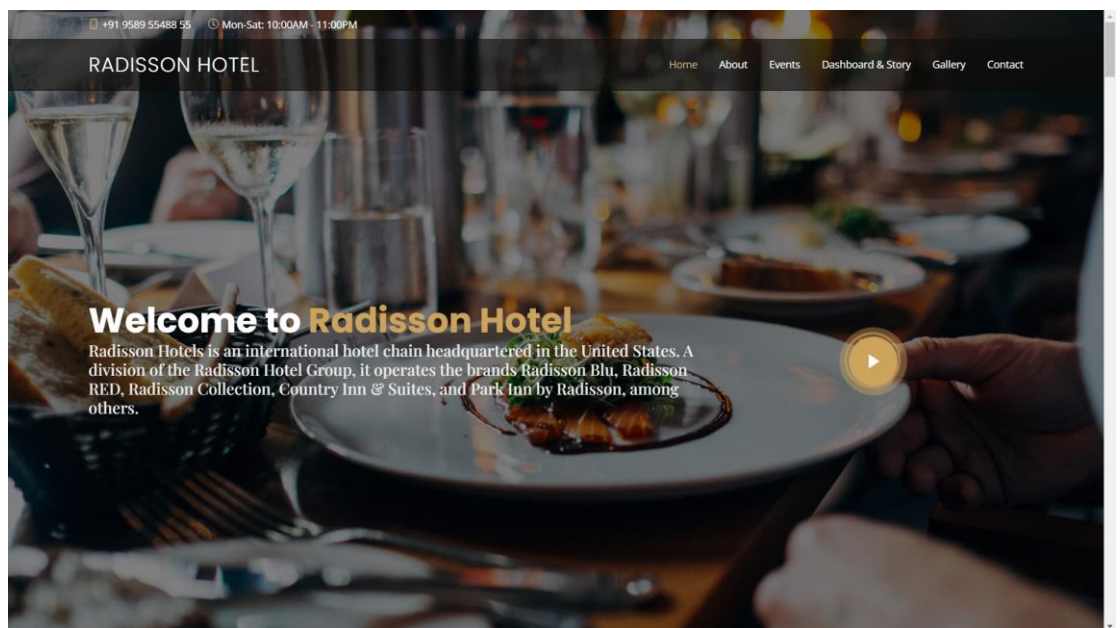 +91 9589 55488 55 Mon-Sat: 10:00AM - 11:00PM
RADISSON HOTEL Home About Events Dashboard & Story Gallery Contact
Welcome to Radisson Hotel
Radisson Hotels is an international hotel chain headquartered in the United States. A
division of the Radisson Hotel Group, it operates the brands Radisson Blu, Radisson
RED, Radisson Collection, Country Inn & Suites, and Park Inn by Radisson, among
others.